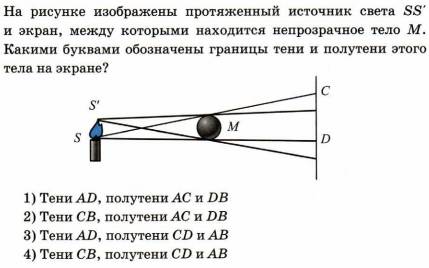 На рисунке изображены протяженный источник света SS′
и экран, между которыми находится непрозрачное тело М.
Какими буквами обозначены границы тени и полутени этого
тела на экране?
C
S′
M
S
D
1) Тени AD, полутени AC и DB
2) Тени CB, полутени AC и DB
3) Тени AD, полутени CD и AB
4) Тени CB, полутени CD и AB